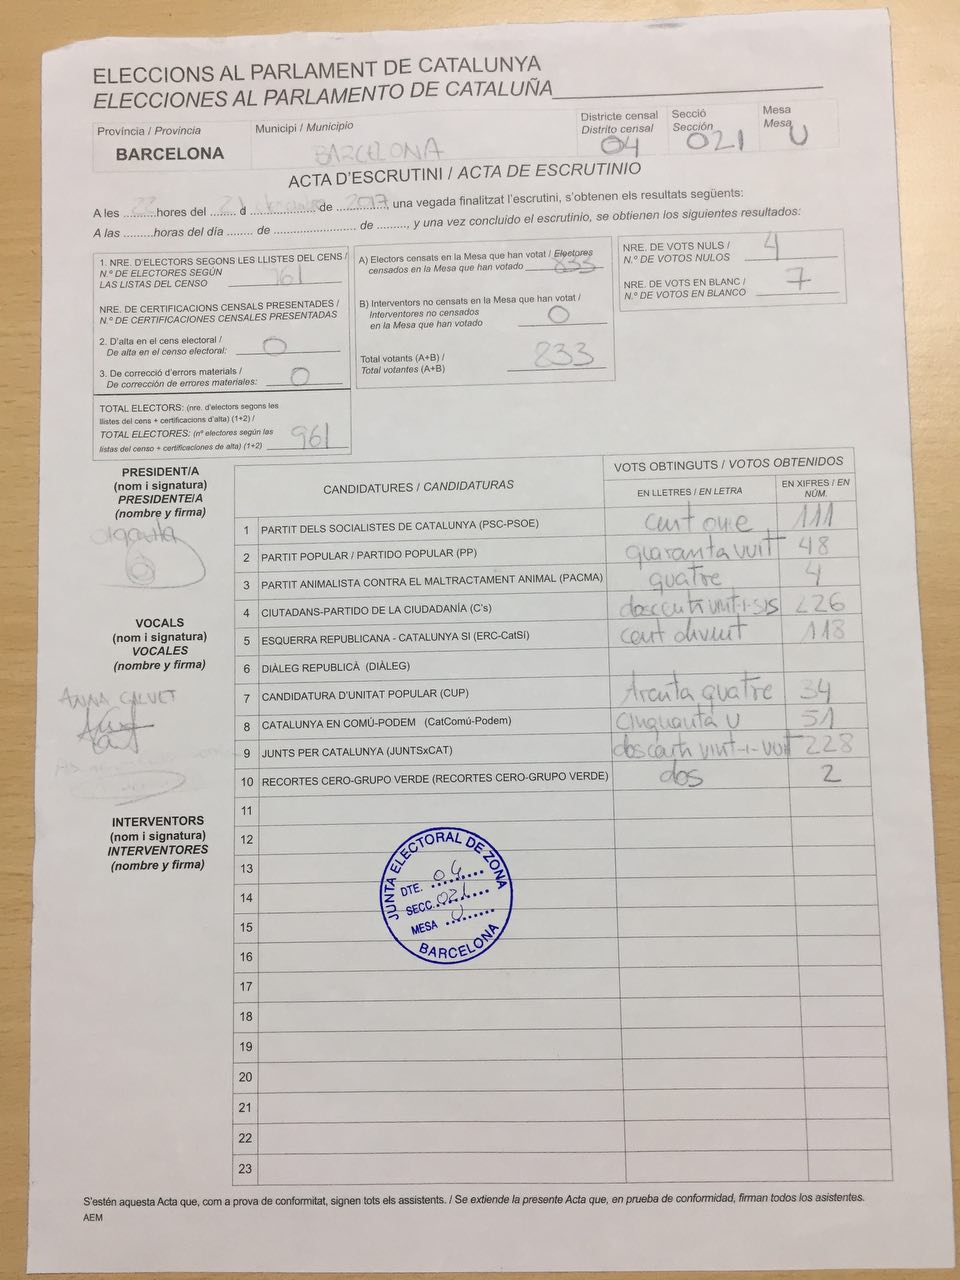 ELECCIONS AL PARLAMENT DE CATALUNYA
ELECCIONES AL PARLAMENTO DE CATALUÑA
Província / Provincia
BARCELONA
Municipi / Municipio
BARCELONA
Districte censal
Distrito censal
04
Secció
Sección
021
Mesa
Mesa
U
ACTA D'ESCRUTINI / ACTA DE ESCRUTINIO
A les 22 hores del 21 d de 2017, una vegada finalitzat l'escrutini, s'obtenen els resultats següents:
A las .........horas del día ........ de ......................... de ........., y una vez concluido el escrutinio, se obtienen los siguientes resultados:
1. NRE. D'ELECTORS SEGONS LES LLISTES DEL CENS /
N.º DE ELECTORES SEGÚN
LAS LISTAS DEL CENSO 961
NRE. DE CERTIFICACIONS CENSALS PRESENTADES /
N.º DE CERTIFICACIONES CENSALES PRESENTADAS
2. D'alta en el cens electoral /
De alta en el censo electoral: 0
3. De correcció d'errors materials /
De corrección de errores materiales: 0
TOTAL ELECTORS: (nre. d'electors segons les
llistes del cens + certificacions d'alta) (1+2) /
TOTAL ELECTORES: (nº electores según las
listas del censo + certificaciones de alta) (1+2) 961
A) Electors censats en la Mesa que han votat / Electores
censados en la Mesa que han votado 833
B) Interventors no censats en la Mesa que han votat /
Interventores no censados
en la Mesa que han votado 0
Total votants (A+B) /
Total votantes (A+B) 833
NRE. DE VOTS NULS /
N.º DE VOTOS NULOS 4
NRE. DE VOTS EN BLANC /
N.º DE VOTOS EN BLANCO 7
PRESIDENT/A
(nom i signatura)
PRESIDENTE/A
(nombre y firma)
VOCALS
(nom i signatura)
VOCALES
(nombre y firma)
ANNA CALVET
INTERVENTORS
(nom i signatura)
INTERVENTORES
(nombre y firma)
CANDIDATURES / CANDIDATURAS
VOTS OBTINGUTS / VOTOS OBTENIDOS
EN LLETRES / EN LETRA
EN XIFRES / EN NÚM.
1 PARTIT DELS SOCIALISTES DE CATALUNYA (PSC-PSOE) cent onze 111
2 PARTIT POPULAR / PARTIDO POPULAR (PP) quaranta vuit 48
3 PARTIT ANIMALISTA CONTRA EL MALTRACTAMENT ANIMAL (PACMA) quatre 4
4 CIUTADANS-PARTIDO DE LA CIUDADANÍA (C's) doscents vint-i-sis 226
5 ESQUERRA REPUBLICANA - CATALUNYA SI (ERC-CatSI) cent divuit 118
6 DIÀLEG REPUBLICÀ (DIÀLEG)
7 CANDIDATURA D'UNITAT POPULAR (CUP) trenta quatre 34
8 CATALUNYA EN COMÚ-PODEM (CatComú-Podem) cinquanta u 51
9 JUNTS PER CATALUNYA (JUNTSxCAT) doscents vint-i-vuit 228
10 RECORTES CERO-GRUPO VERDE (RECORTES CERO-GRUPO VERDE) dos 2
11
12
13
14
15
16
17
18
19
20
21
22
23
JUNTA ELECTORAL DE ZONA
DTE. 04
SECC. 021
MESA U
BARCELONA
S'estén aquesta Acta que, com a prova de conformitat, signen tots els assistents. / Se extiende la presente Acta que, en prueba de conformidad, firman todos los asistentes.
AEM